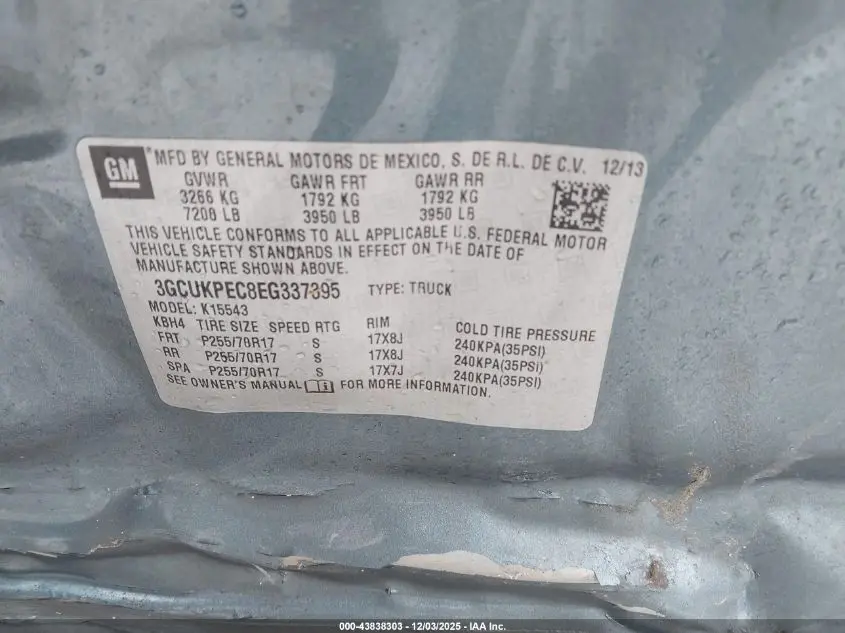 GM
*MFD BY GENERAL MOTORS DE MEXICO, S. DE R.L. DE C.V. 12/13
GVWR GAWR FRT GAWR RR
3266 KG 1792 KG 1792 KG
7200 LB 3950 LB 3950 LB
THIS VEHICLE CONFORMS TO ALL APPLICABLE U.S. FEDERAL MOTOR
VEHICLE SAFETY STANDARDS IN EFFECT ON THE DATE OF
MANUFACTURE SHOWN ABOVE.
3GCUKPEC8EG337395 TYPE: TRUCK
MODEL: K15543
KBH4 TIRE SIZE SPEED RTG RIM COLD TIRE PRESSURE
FRT P255/70R17 S 17X8J 240KPA(35PSI)
RR P255/70R17 S 17X8J 240KPA(35PSI)
SPA P255/70R17 S 17X7J 240KPA(35PSI)
SEE OWNER'S MANUAL FOR MORE INFORMATION.
000-43838303 - 12/03/2025 - IAA Inc.